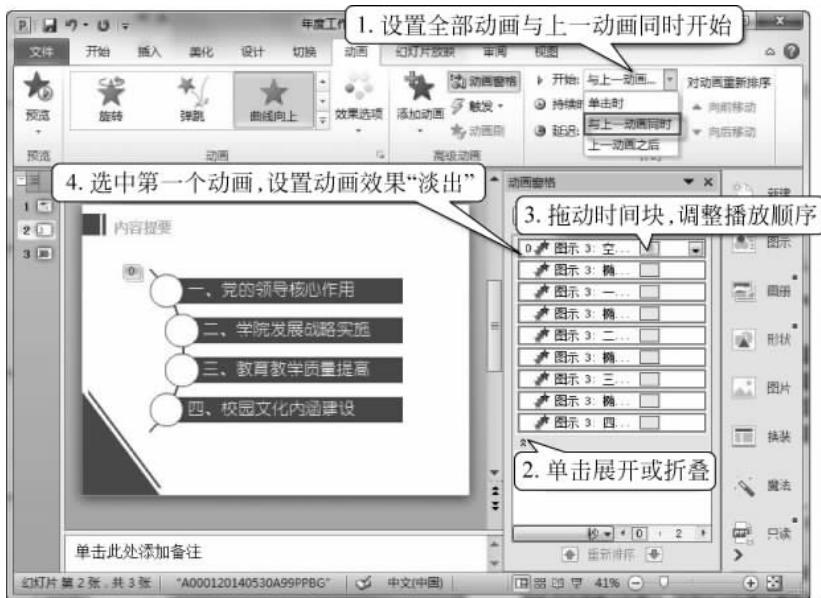 年度工
1. 设置全部动画与上一动画同时开始
文件 开始 插入 美化 设计 切换 动画 幻灯片放映 审阅 视图
预览 旋转 弹跳 曲线向上 效果选项 添加动画
动画窗格
触发
动画刷
开始: 与上一动画...
持续时
延迟:
单击时
与上一动画同时
上一动画之后
对动画重新排序
向前移动
向后移动
预览 动画 高级动画
4. 选中第一个动画,设置动画效果“淡出”
动画窗格
3. 拖动时间块,调整播放顺序
1
2
3
内容提要
0
一、党的领导核心作用
二、学院发展战略实施
三、教育教学质量提高
四、校园文化内涵建设
0 图示 3: 空...
图示 3: 椭...
图示 3: 一...
图示 3: 椭...
图示 3: 二...
图示 3: 椭...
图示 3: 三...
图示 3: 椭...
图示 3: 四...
2. 单击展开或折叠
秒 0 2
重新排序
新建
图示
图册
形状
图片
换装
魔法
只读
单击此处添加备注
幻灯片 第 2 张，共 3 张 "A000120140530A99PPBG" 中文(中国) 41%